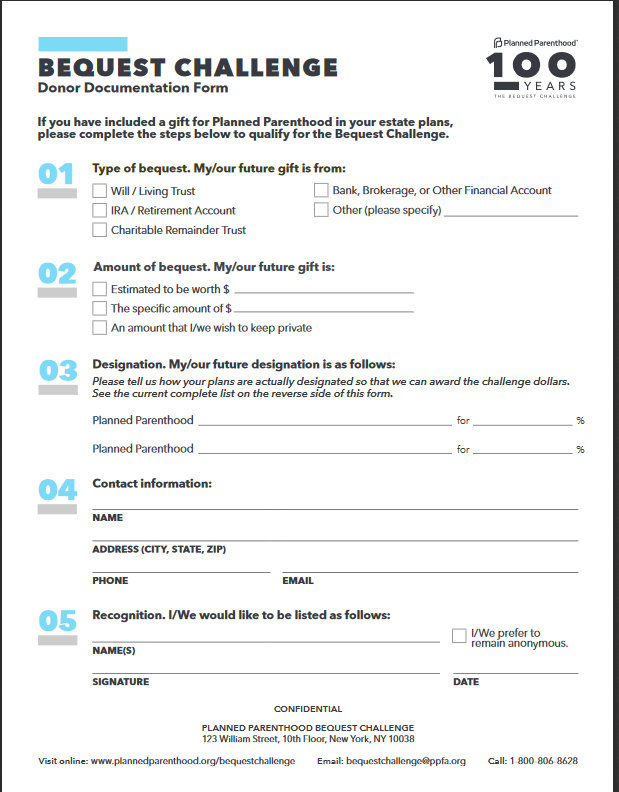 Planned Parenthood®
100
YEARS
THE BEQUEST CHALLENGE
BEQUEST CHALLENGE
Donor Documentation Form
If you have included a gift for Planned Parenthood in your estate plans,
please complete the steps below to qualify for the Bequest Challenge.
01
Type of bequest. My/our future gift is from:
Will / Living Trust
Bank, Brokerage, or Other Financial Account
IRA / Retirement Account
Other (please specify)
Charitable Remainder Trust
02
Amount of bequest. My/our future gift is:
Estimated to be worth $
The specific amount of $
An amount that I/we wish to keep private
03
Designation. My/our future designation is as follows:
Please tell us how your plans are actually designated so that we can award the challenge dollars.
See the current complete list on the reverse side of this form.
Planned Parenthood for %
Planned Parenthood for %
04
Contact information:
NAME
ADDRESS (CITY, STATE, ZIP)
PHONE EMAIL
05
Recognition. I/We would like to be listed as follows:
I/We prefer to
remain anonymous.
NAME(S)
SIGNATURE DATE
CONFIDENTIAL
PLANNED PARENTHOOD BEQUEST CHALLENGE
123 William Street, 10th Floor, New York, NY 10038
Visit online: www.plannedparenthood.org/bequestchallenge Email: bequestchallenge@ppfa.org Call: 1-800-806-8628